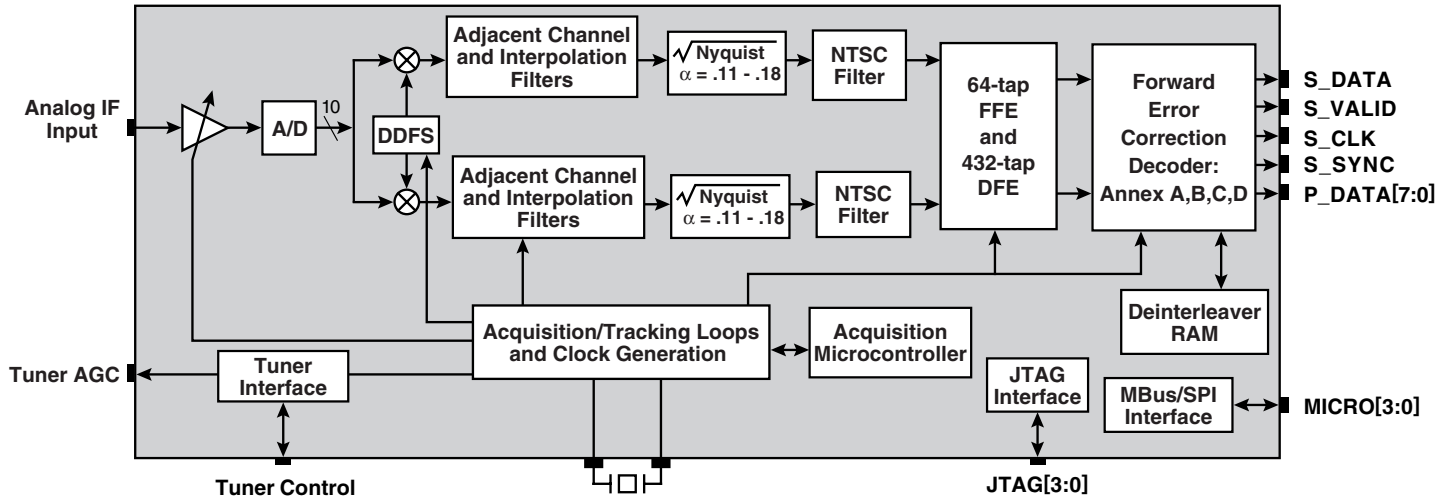 Analog IF
Input
A/D
10
DDFS
Adjacent Channel
and Interpolation
Filters
√Nyquist
α = .11 - .18
NTSC
Filter
Adjacent Channel
and Interpolation
Filters
√Nyquist
α = .11 - .18
NTSC
Filter
64-tap
FFE
and
432-tap
DFE
Forward
Error
Correction
Decoder:
Annex A,B,C,D
S_DATA
S_VALID
S_CLK
S_SYNC
P_DATA[7:0]
Deinterleaver
RAM
Acquisition/Tracking Loops
and Clock Generation
Acquisition
Microcontroller
Tuner AGC
Tuner
Interface
JTAG
Interface
MBus/SPI
Interface
MICRO[3:0]
Tuner Control
JTAG[3:0]